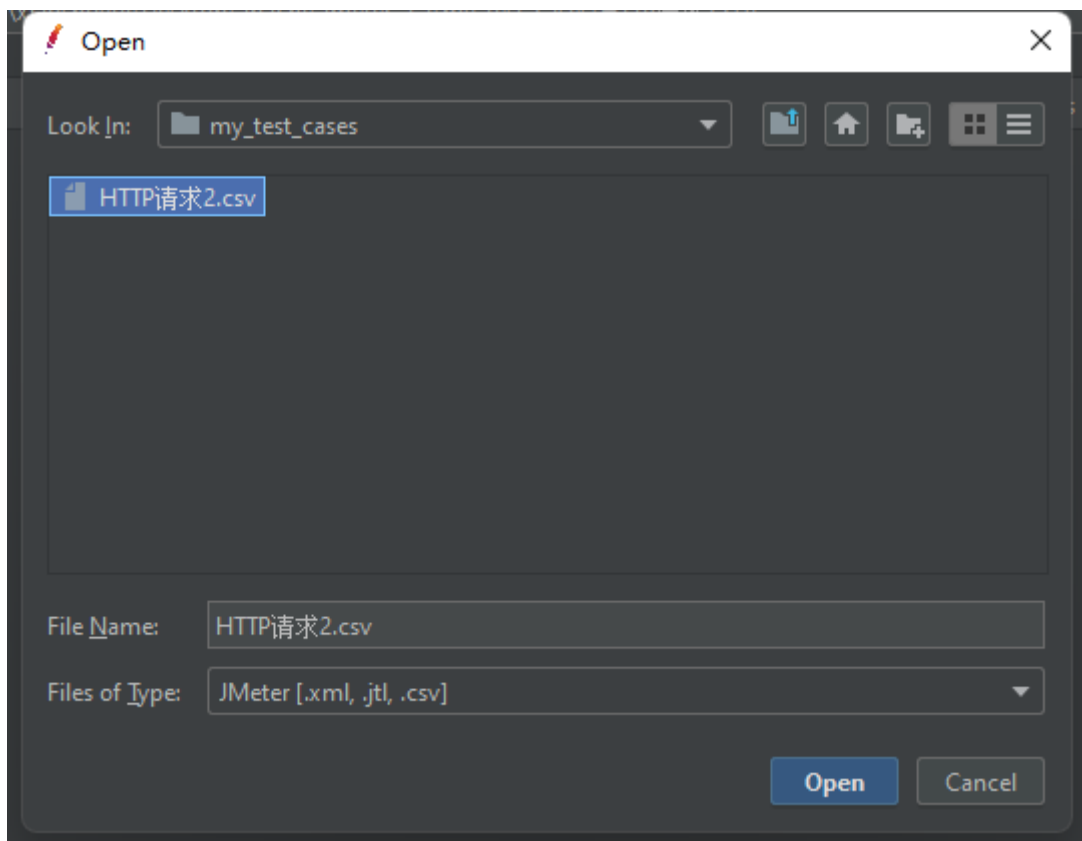 Open
Look In: my_test_cases
HTTP请求2.csv
File Name: HTTP请求2.csv
Files of Type: JMeter [.xml, .jtl, .csv]
Open Cancel